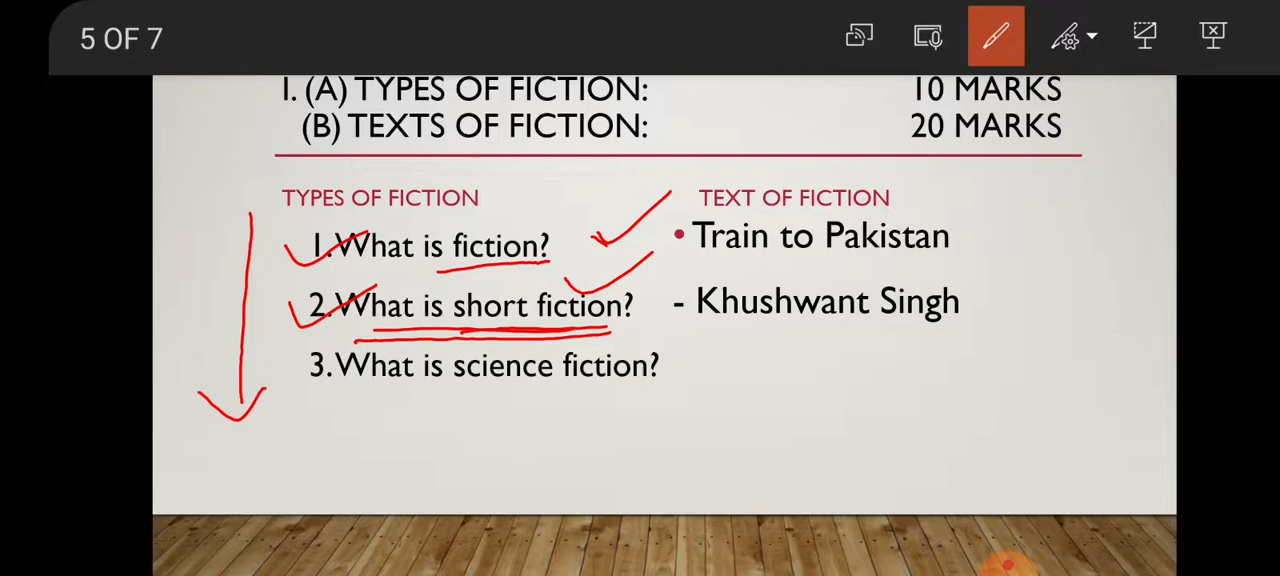 5 OF 7
I. (A) TYPES OF FICTION: 10 MARKS
(B) TEXTS OF FICTION: 20 MARKS
TYPES OF FICTION
1. What is fiction?
2. What is short fiction?
3. What is science fiction?
TEXT OF FICTION
• Train to Pakistan
- Khushwant Singh